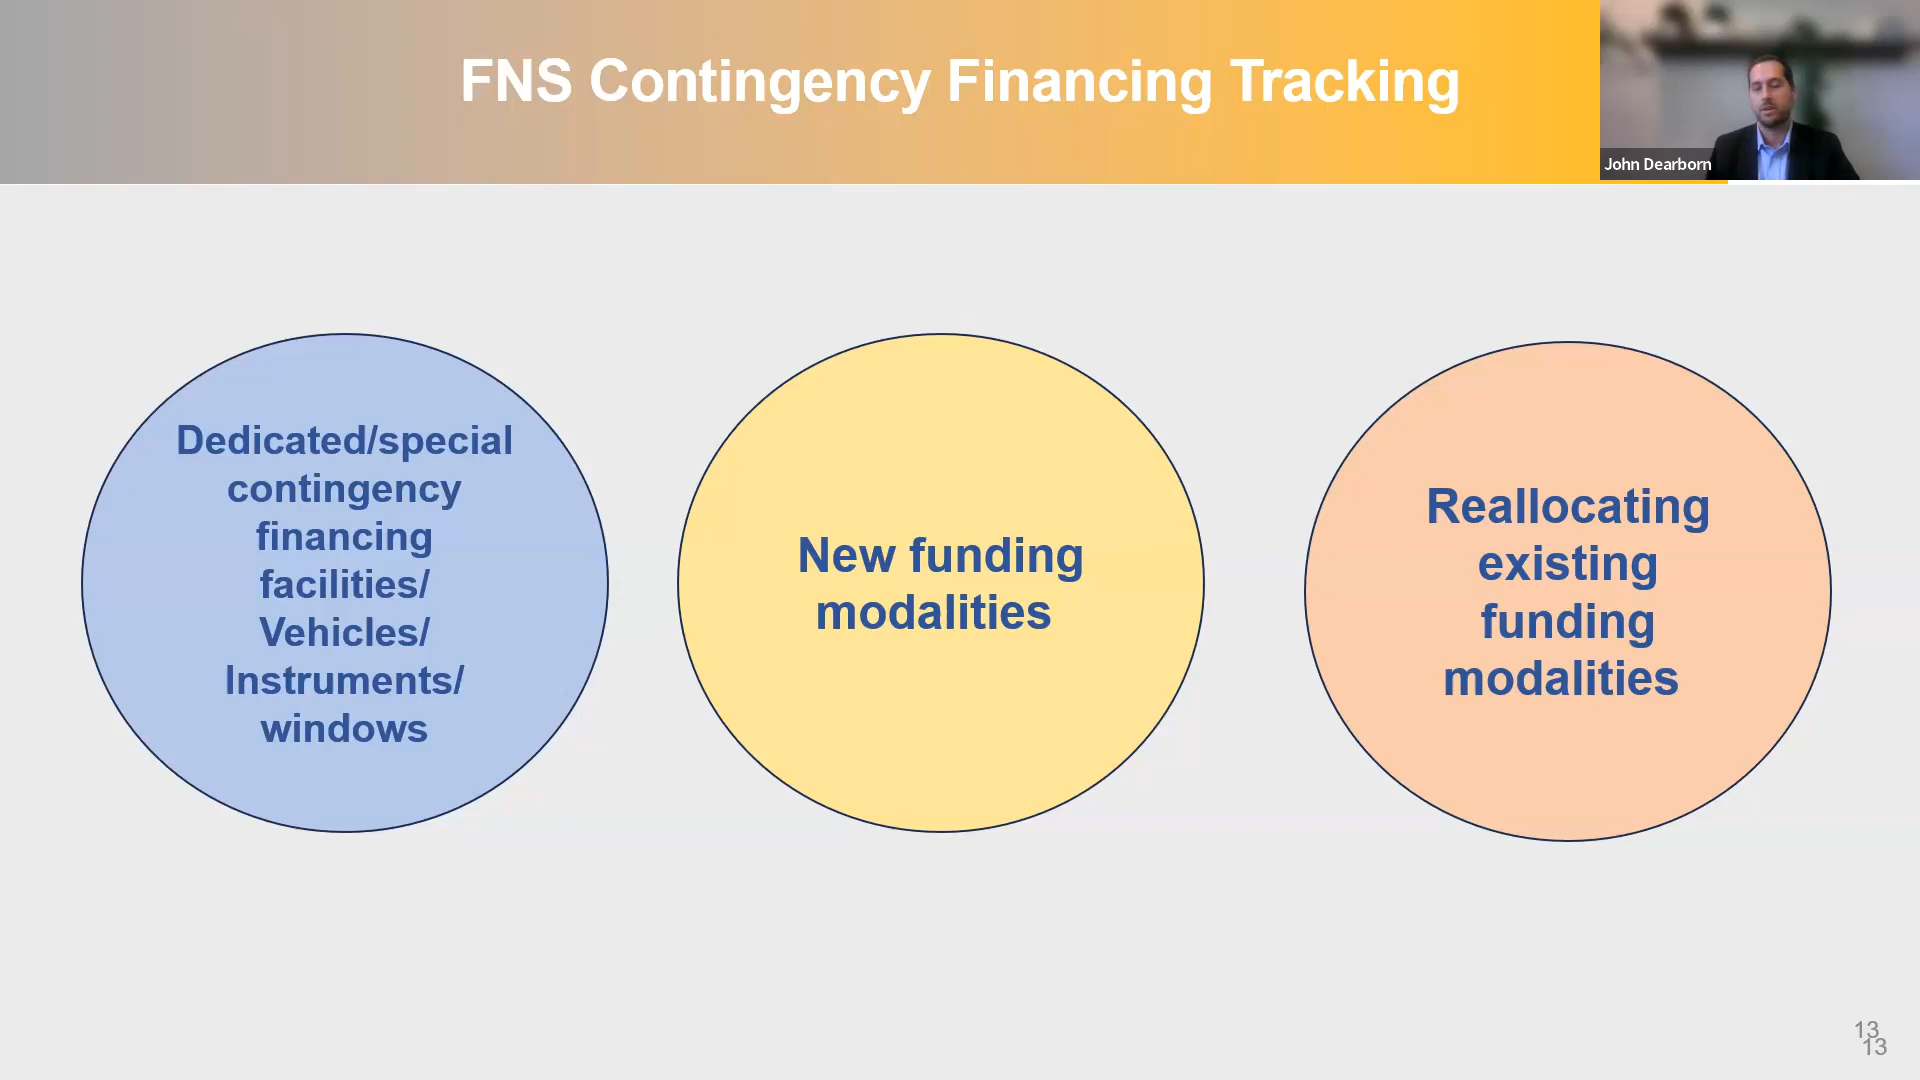 FNS Contingency Financing Tracking
John Dearborn
Dedicated/special
contingency
financing
facilities/
Vehicles/
Instruments/
windows
New funding
modalities
Reallocating
existing
funding
modalities
13
13